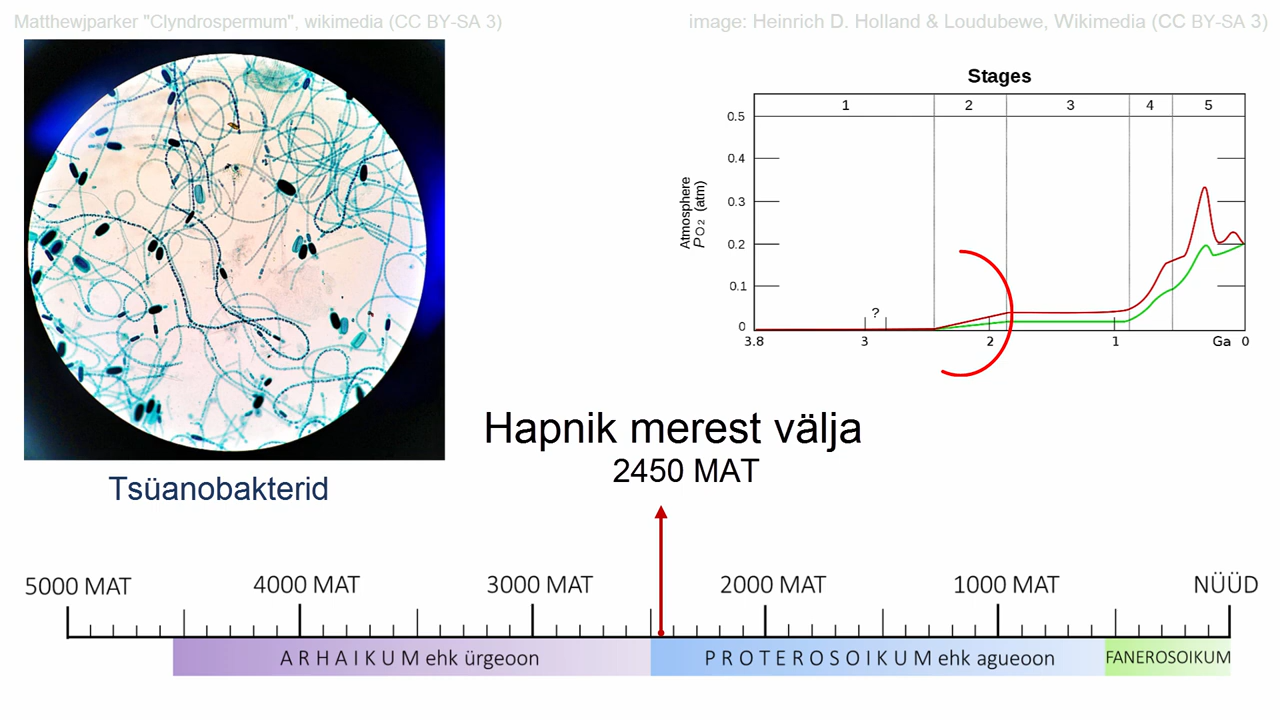 Matthewjparker "Clyndrospermum", wikimedia (CC BY-SA 3)
image: Heinrich D. Holland & Loudubewe, Wikimedia (CC BY-SA 3)
Stages
1 2 3 4 5
0.5
0.4
0.3
0.2
0.1
0
Atmosphere
PO2 (atm)
?
3.8 3 2 1 Ga 0
Hapnik merest välja
2450 MAT
Tsüanobakterid
5000 MAT 4000 MAT 3000 MAT 2000 MAT 1000 MAT NÜÜD
ARHAIKUM ehk ürgeoon PROTEROSOIKUM ehk agueoon FANEROSOIKUM